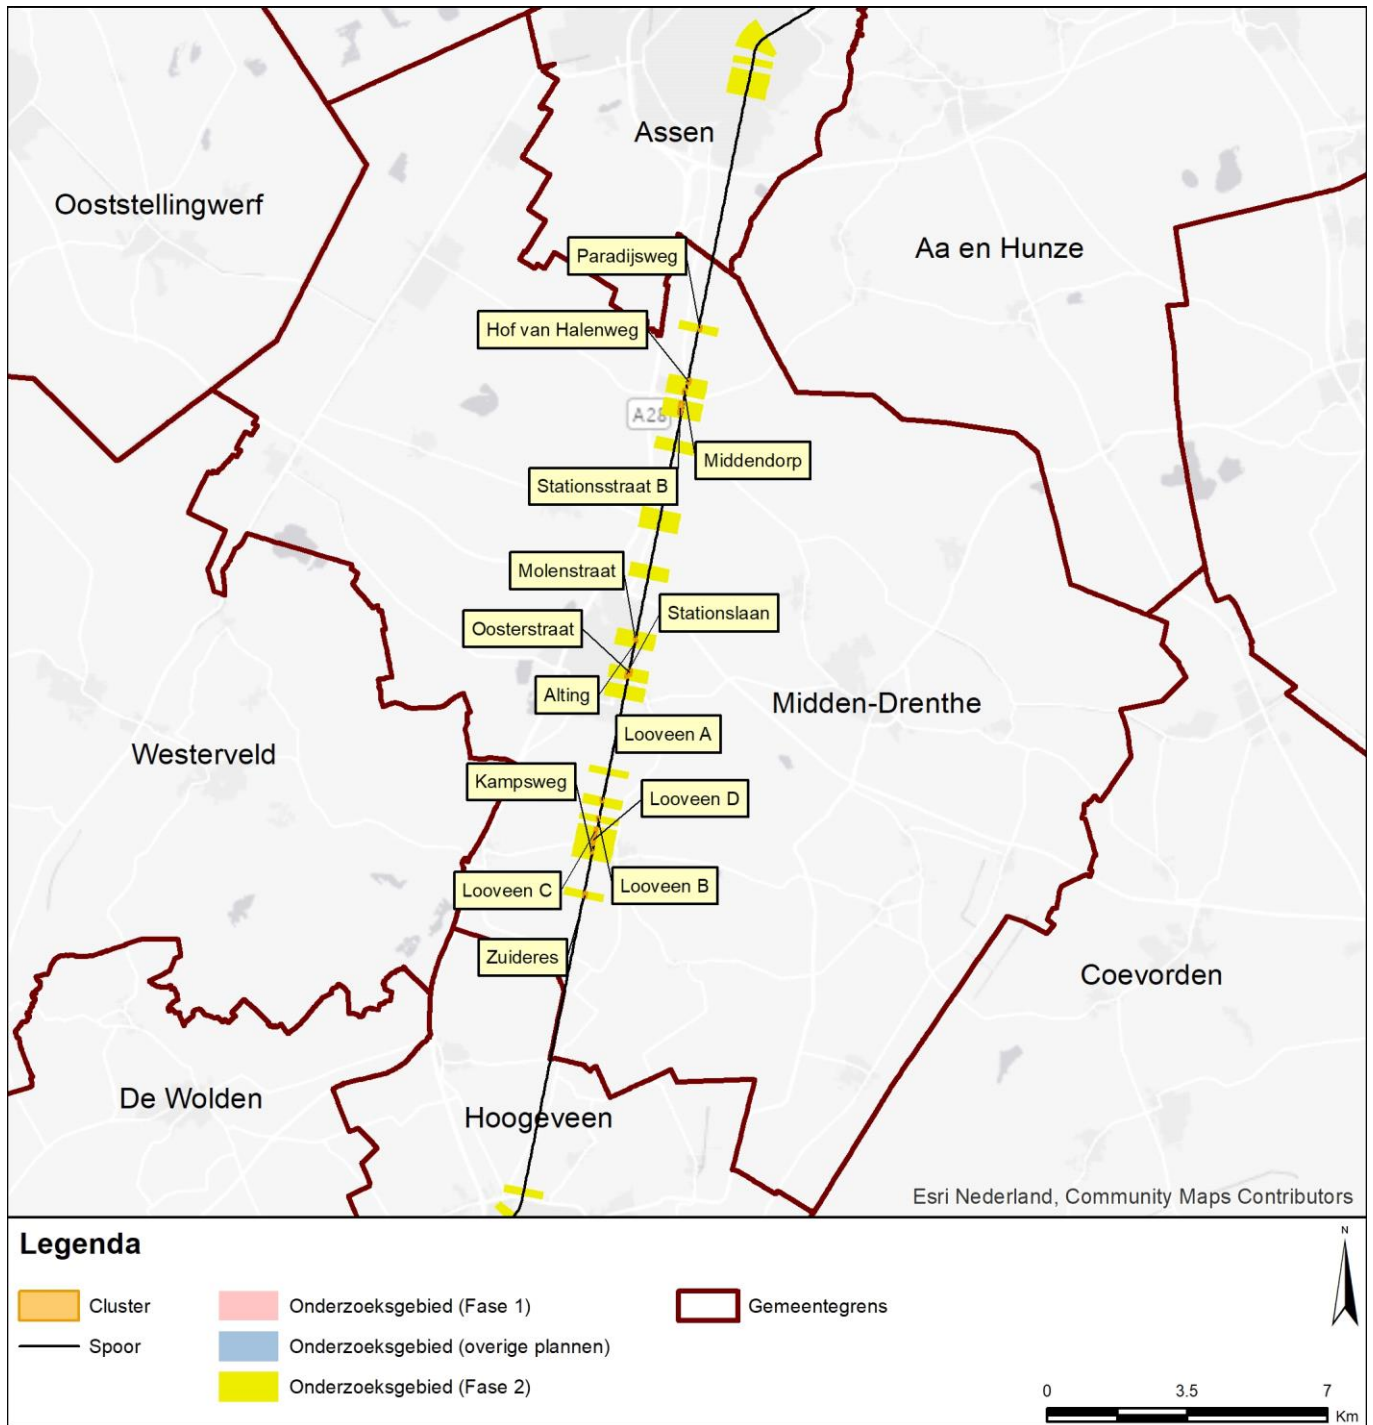 Assen
Ooststellingwerf
Aa en Hunze
Paradijsweg
Hof van Halenweg
A28
Middendorp
Stationsstraat B
Molenstraat
Stationslaan
Oosterstraat
Alting
Midden-Drenthe
Looveen A
Westerveld
Kampsweg
Looveen D
Looveen C
Looveen B
Zuideres
Coevorden
De Wolden
Hoogeveen
Esri Nederland, Community Maps Contributors
Legenda
N
Cluster
Onderzoeksgebied (Fase 1)
Gemeentegrens
Spoor
Onderzoeksgebied (overige plannen)
Onderzoeksgebied (Fase 2)
0 3.5 7
Km